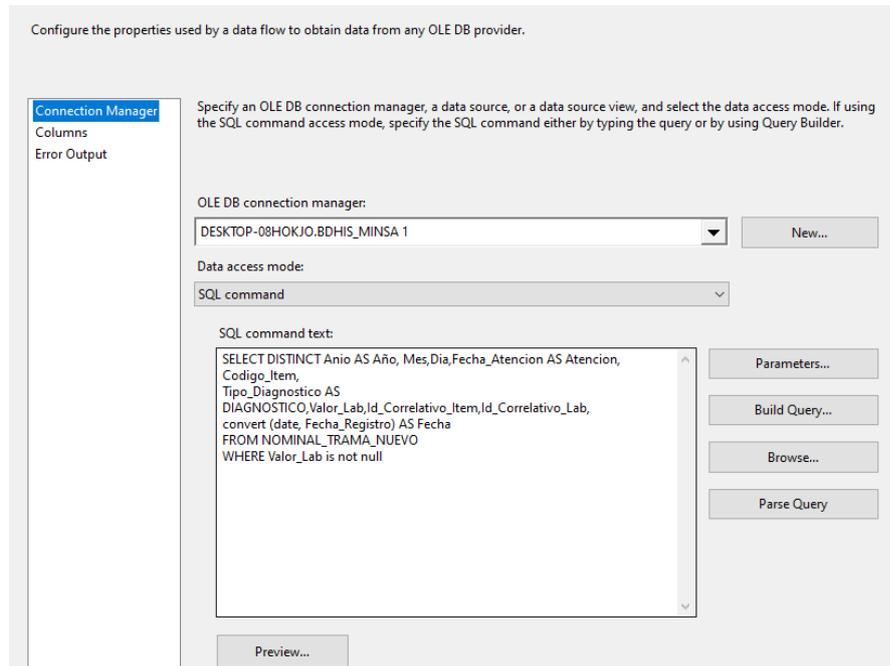 Configure the properties used by a data flow to obtain data from any OLE DB provider.
Connection Manager
Columns
Error Output
Specify an OLE DB connection manager, a data source, or a data source view, and select the data access mode. If using
the SQL command access mode, specify the SQL command either by typing the query or by using Query Builder.
OLE DB connection manager:
DESKTOP-08HOKJO.BDHIS_MINSA 1
New...
Data access mode:
SQL command
SQL command text:
SELECT DISTINCT Anio AS Año, Mes,Dia,Fecha_Atencion AS Atencion,
Codigo_Item,
Tipo_Diagnostico AS
DIAGNOSTICO,Valor_Lab,Id_Correlativo_Item,Id_Correlativo_Lab,
convert (date, Fecha_Registro) AS Fecha
FROM NOMINAL_TRAMA_NUEVO
WHERE Valor_Lab is not null
Parameters...
Build Query...
Browse...
Parse Query
Preview...